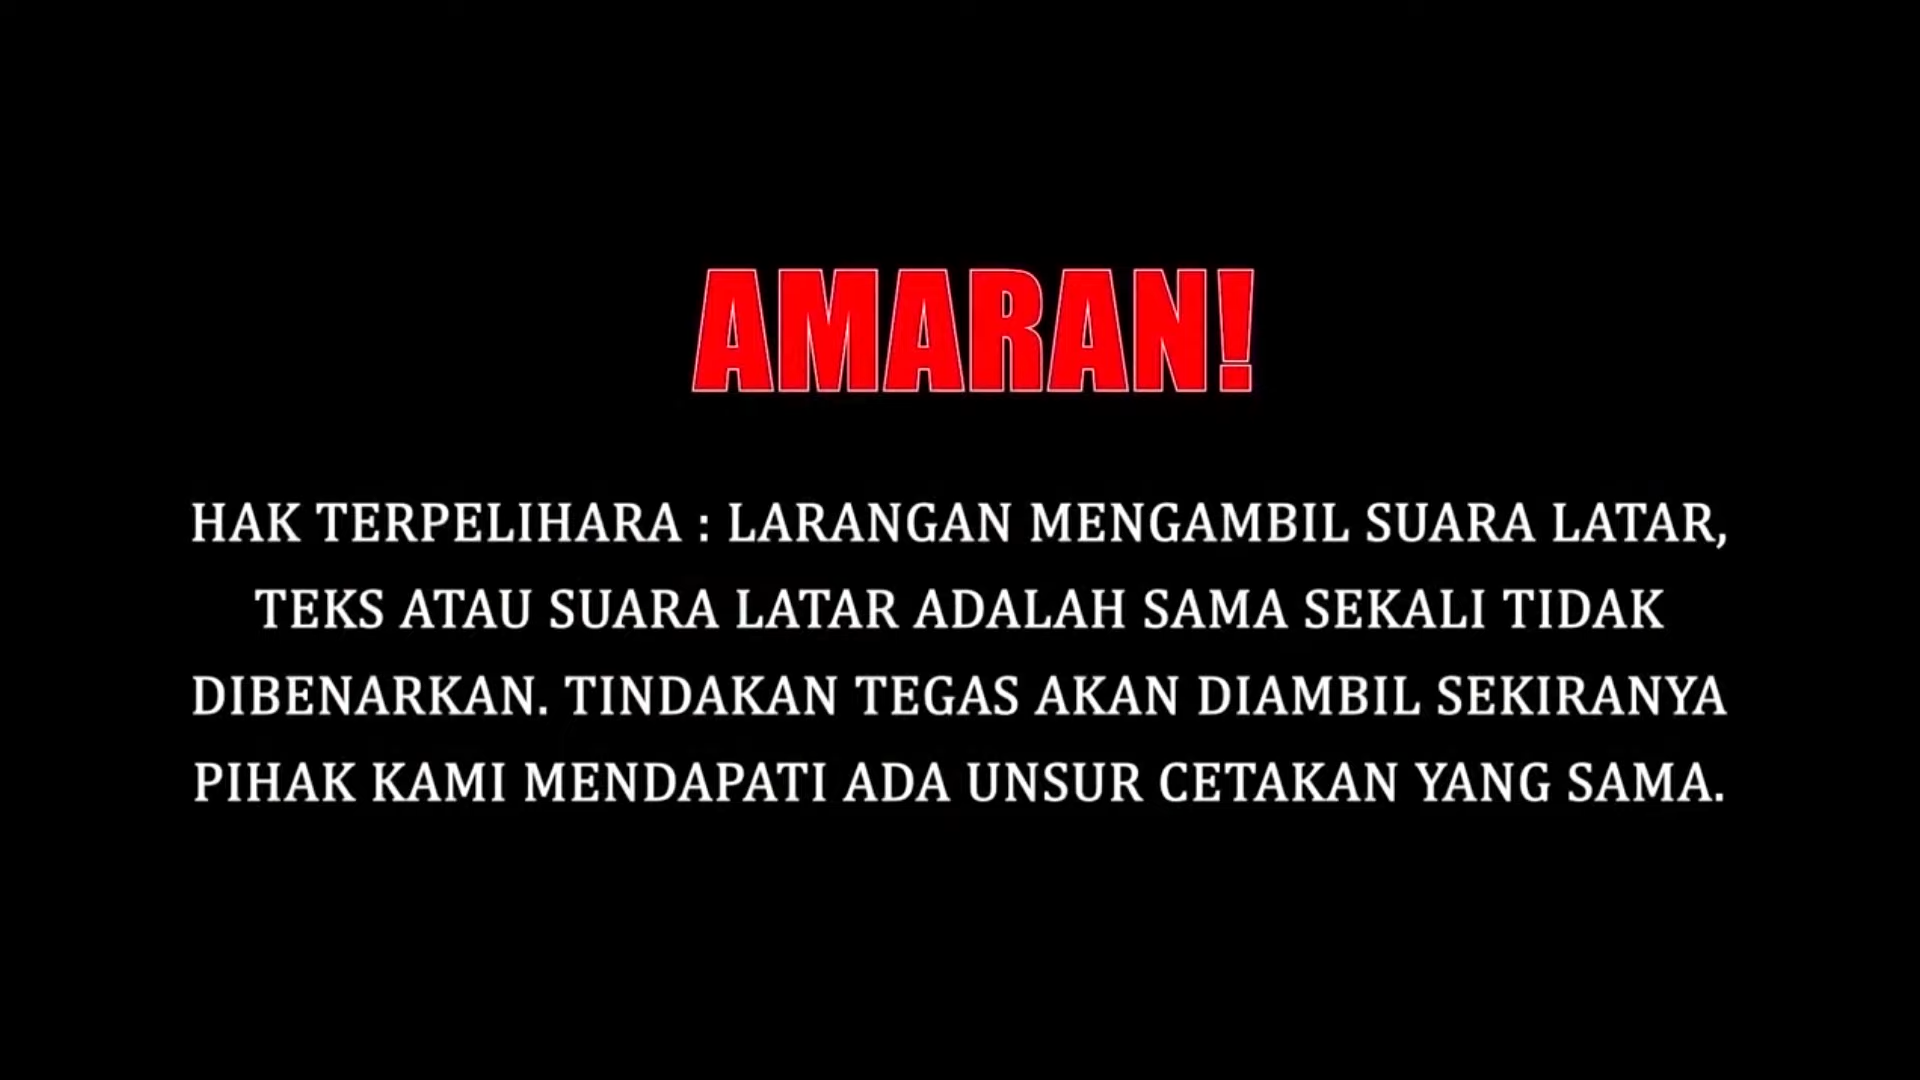 AMARAN!
HAK TERPELIHARA : LARANGAN MENGAMBIL SUARA LATAR,
TEKS ATAU SUARA LATAR ADALAH SAMA SEKALI TIDAK
DIBENARKAN. TINDAKAN TEGAS AKAN DIAMBIL SEKIRANYA
PIHAK KAMI MENDAPATI ADA UNSUR CETAKAN YANG SAMA.